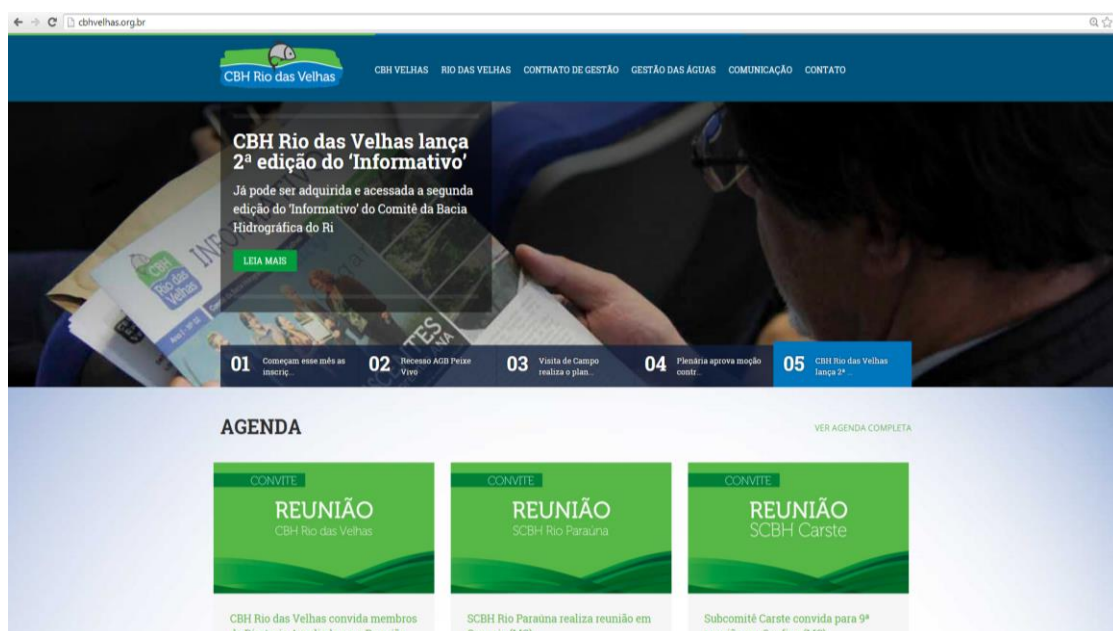 cbhvelhas.org.br
CBH Rio das Velhas
CBH VELHAS RIO DAS VELHAS CONTRATO DE GESTÃO GESTÃO DAS ÁGUAS COMUNICAÇÃO CONTATO
CBH Rio das Velhas lança
2ª edição do ‘Informativo’
Já pode ser adquirida e acessada a segunda
edição do ‘Informativo’ do Comitê da Bacia
Hidrográfica do Ri
LEIA MAIS
INFORMATIVO
CBH
Rio das
Velhas
01 Começam esse mês as
inscriç...
02 Recesso AGB Peixe
Vivo
03 Visita de Campo
realiza o plan...
04 Plenária aprova moção
contr...
05 CBH Rio das Velhas
lança 2ª ...
AGENDA
VER AGENDA COMPLETA
CONVITE
REUNIÃO
CBH Rio das Velhas
CONVITE
REUNIÃO
SCBH Rio Paraúna
CONVITE
REUNIÃO
SCBH Carste
CBH Rio das Velhas convida membros
SCBH Rio Paraúna realiza reunião em
Subcomitê Carste convida para 9ª